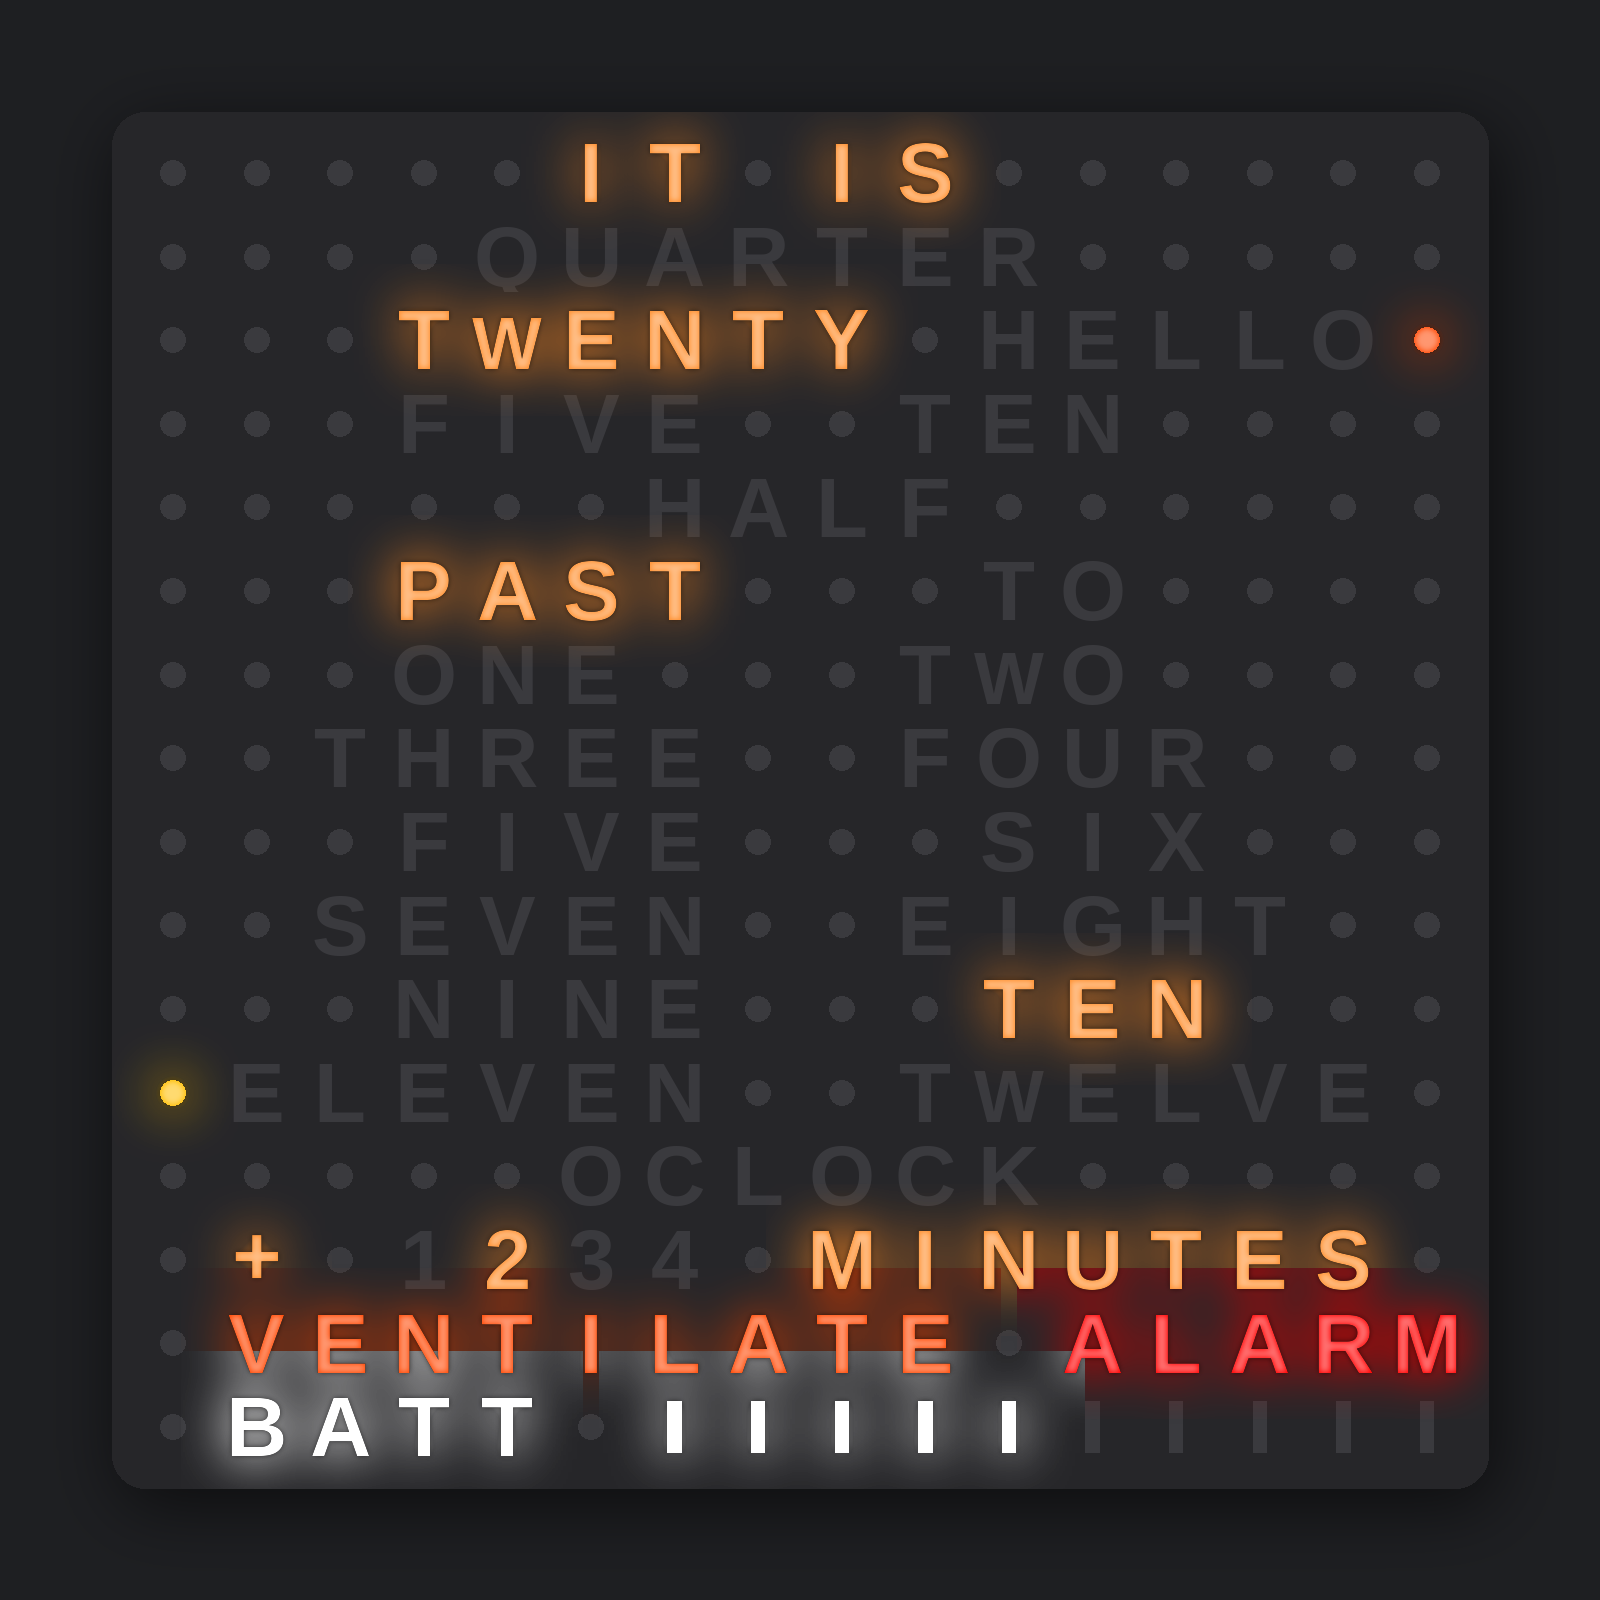 IT IS
QUARTER
TWENTY HELLO
FIVE TEN
HALF
PAST TO
ONE TWO
THREE FOUR
FIVE SIX
SEVEN EIGHT
NINE TEN
ELEVEN TWELVE
OCLOCK
+ 1 2 3 4 MINUTES
VENTILATE ALARM
BATT I I I I I I I I I I